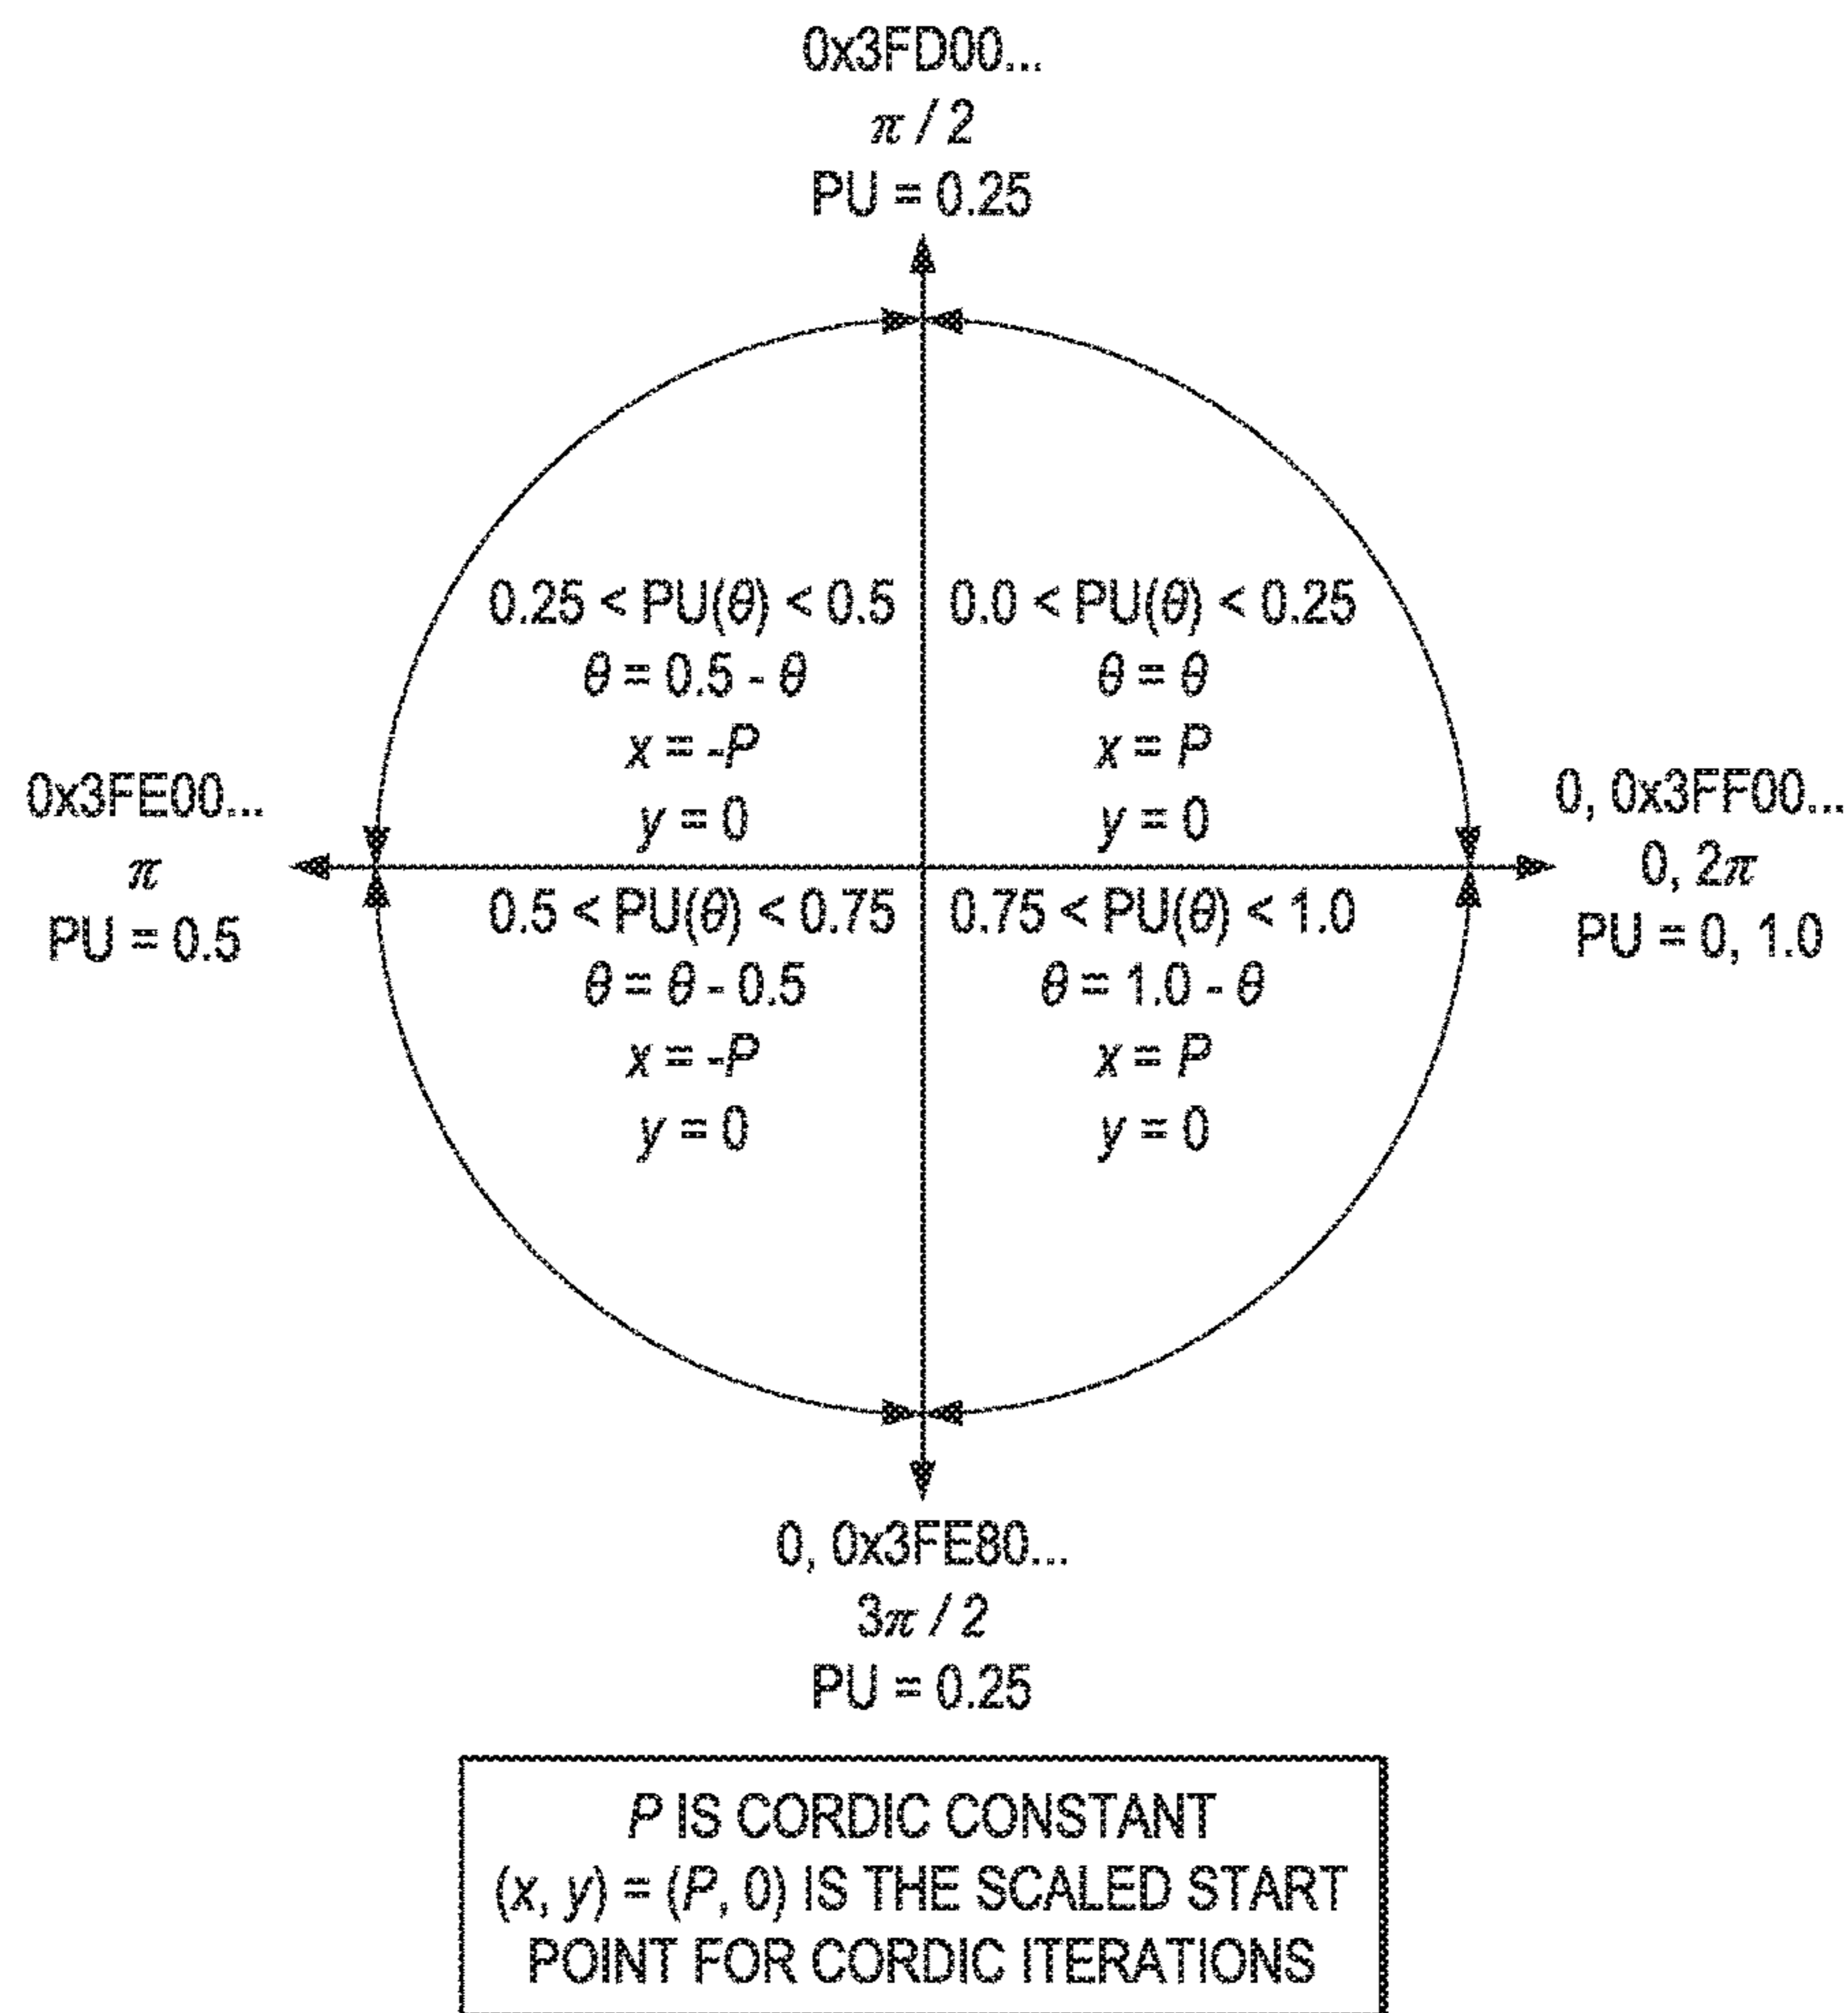 0x3FD00...
π / 2
PU = 0.25
0.25 < PU(θ) < 0.5
θ = 0.5 - θ
x = -P
y = 0
0.0 < PU(θ) < 0.25
θ = θ
x = P
y = 0
0x3FE00...
π
PU = 0.5
0, 0x3FF00...
0, 2π
PU = 0, 1.0
0.5 < PU(θ) < 0.75
θ = θ - 0.5
x = -P
y = 0
0.75 < PU(θ) < 1.0
θ = 1.0 - θ
x = P
y = 0
0, 0x3FE80...
3π / 2
PU = 0.25
P IS CORDIC CONSTANT
(x, y) = (P, 0) IS THE SCALED START
POINT FOR CORDIC ITERATIONS